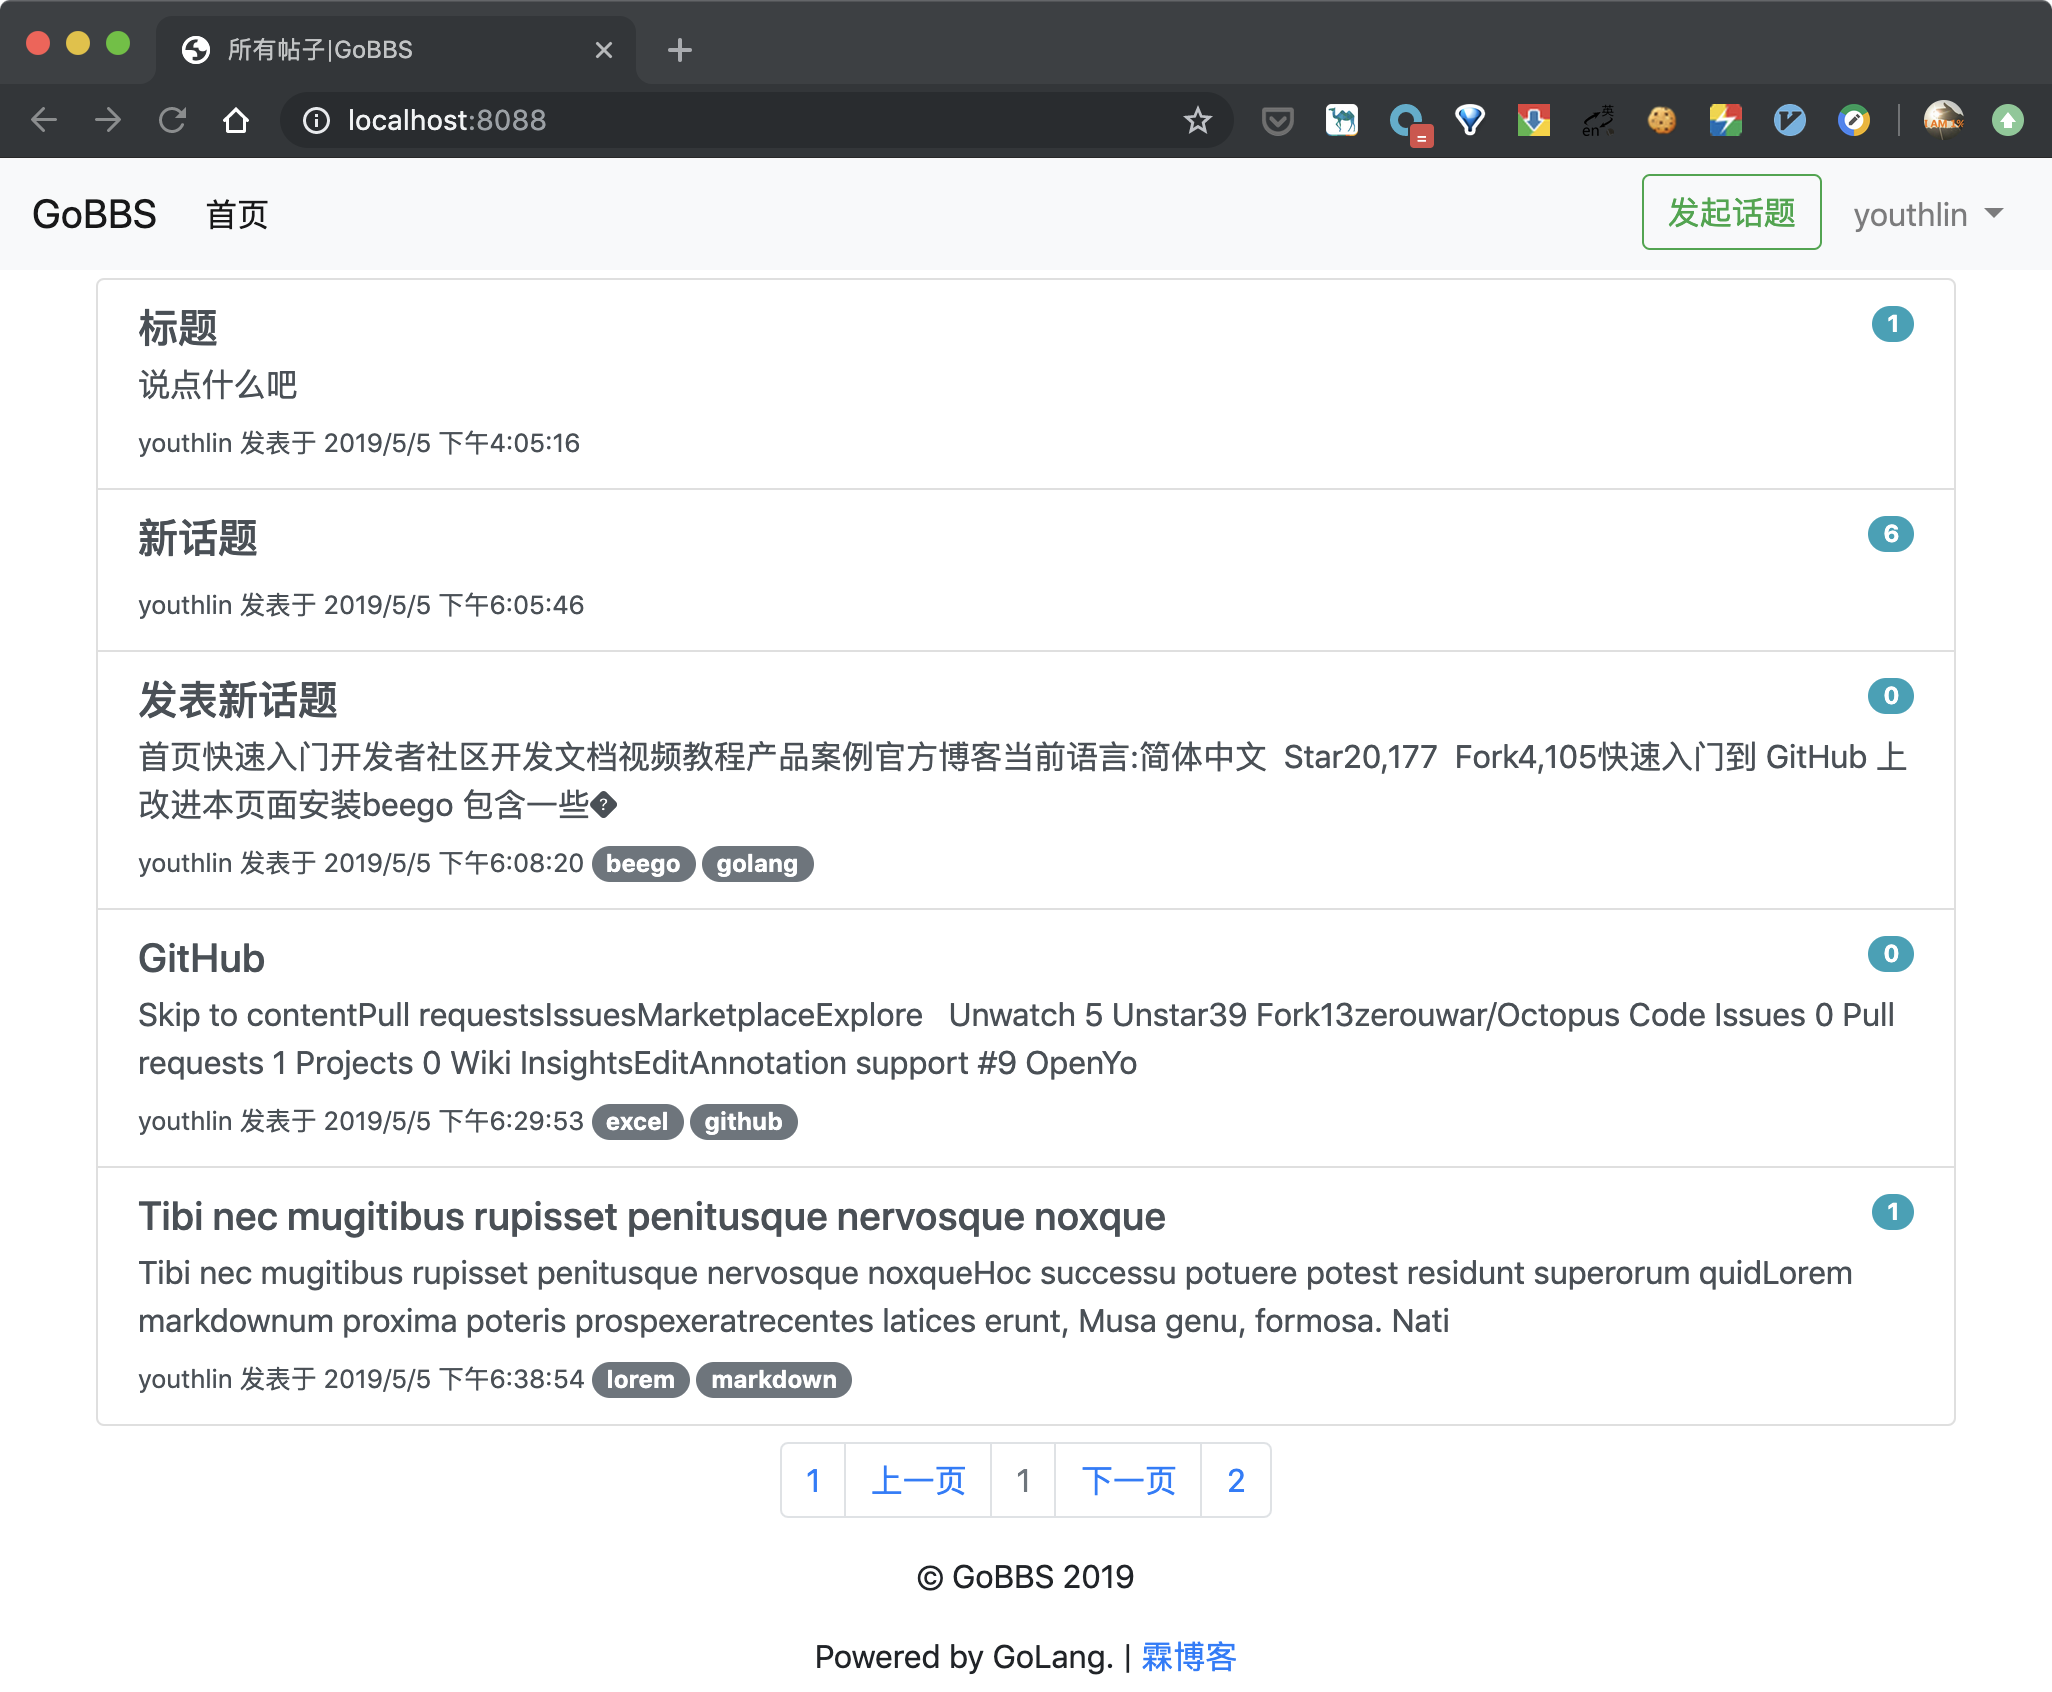 所有帖子|GoBBS
localhost:8088
GoBBS 首页 发起话题 youthlin
标题 1
说点什么吧
youthlin 发表于 2019/5/5 下午4:05:16
新话题 6
youthlin 发表于 2019/5/5 下午6:05:46
发表新话题 0
首页快速入门开发者社区开发文档视频教程产品案例官方博客当前语言:简体中文 Star20,177 Fork4,105快速入门到 GitHub 上
改进本页面安装beego 包含一些�
youthlin 发表于 2019/5/5 下午6:08:20 beego golang
GitHub 0
Skip to contentPull requestsIssuesMarketplaceExplore Unwatch 5 Unstar39 Fork13zerouwar/Octopus Code Issues 0 Pull
requests 1 Projects 0 Wiki InsightsEditAnnotation support #9 OpenYo
youthlin 发表于 2019/5/5 下午6:29:53 excel github
Tibi nec mugitibus rupisset penitusque nervosque noxque 1
Tibi nec mugitibus rupisset penitusque nervosque noxqueHoc successu potuere potest residunt superorum quidLorem
markdownum proxima poteris prospexeratrecentes latices erunt, Musa genu, formosa. Nati
youthlin 发表于 2019/5/5 下午6:38:54 lorem markdown
1 上一页 1 下一页 2
© GoBBS 2019
Powered by GoLang. | 霖博客